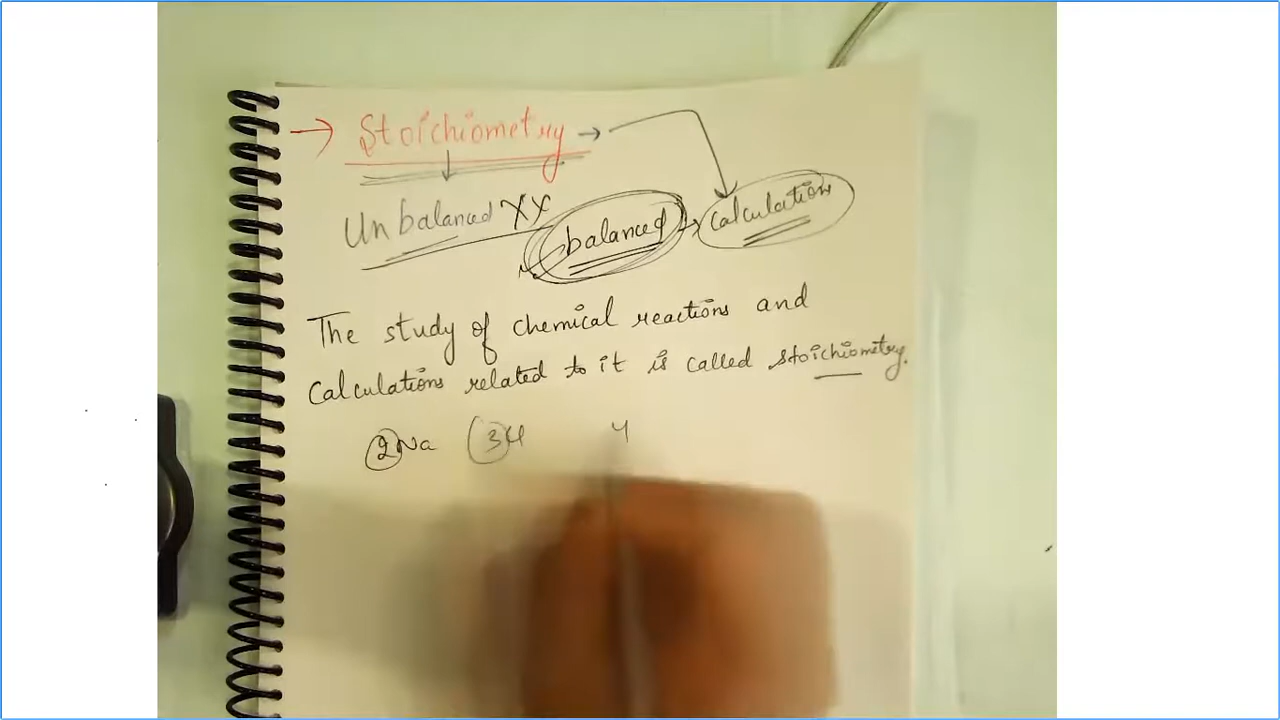 → Stoichiometry →
Unbalanced XX balanced → calculation
The study of chemical reactions and
calculations related to it is called stoichiometry.
2Na 3H 4